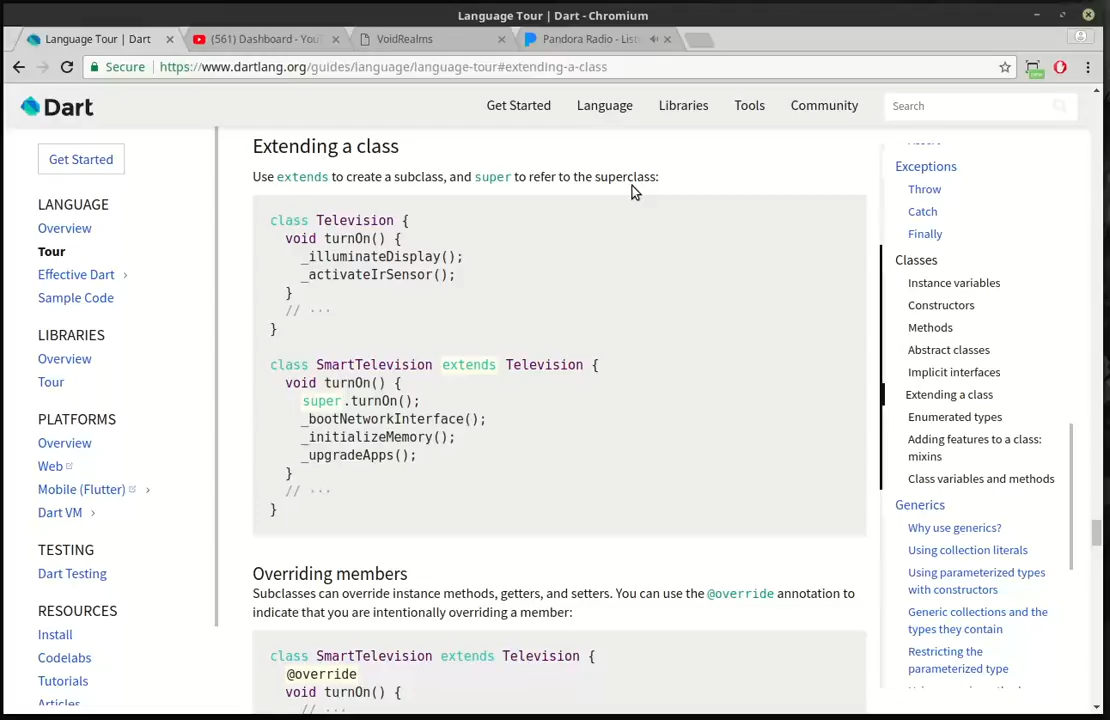 Language Tour | Dart - Chromium
Language Tour | Dart
(561) Dashboard - You
VoidRealms
Pandora Radio - List
Secure
https://www.dartlang.org/guides/language/language-tour#extending-a-class
Dart
Get Started
Language
Libraries
Tools
Community
Search
Get Started
LANGUAGE
Overview
Tour
Effective Dart
Sample Code
LIBRARIES
Overview
Tour
PLATFORMS
Overview
Web
Mobile (Flutter)
Dart VM
TESTING
Dart Testing
RESOURCES
Install
Codelabs
Tutorials
Articles
Extending a class
Use extends to create a subclass, and super to refer to the superclass:
class Television {
void turnOn() {
_illuminateDisplay();
_activateIrSensor();
}
// ···
}
class SmartTelevision extends Television {
void turnOn() {
super.turnOn();
_bootNetworkInterface();
_initializeMemory();
_upgradeApps();
}
// ···
}
Overriding members
Subclasses can override instance methods, getters, and setters. You can use the @override annotation to
indicate that you are intentionally overriding a member:
class SmartTelevision extends Television {
@override
void turnOn() {
// ···
Exceptions
Throw
Catch
Finally
Classes
Instance variables
Constructors
Methods
Abstract classes
Implicit interfaces
Extending a class
Enumerated types
Adding features to a class:
mixins
Class variables and methods
Generics
Why use generics?
Using collection literals
Using parameterized types
with constructors
Generic collections and the
types they contain
Restricting the
parameterized type